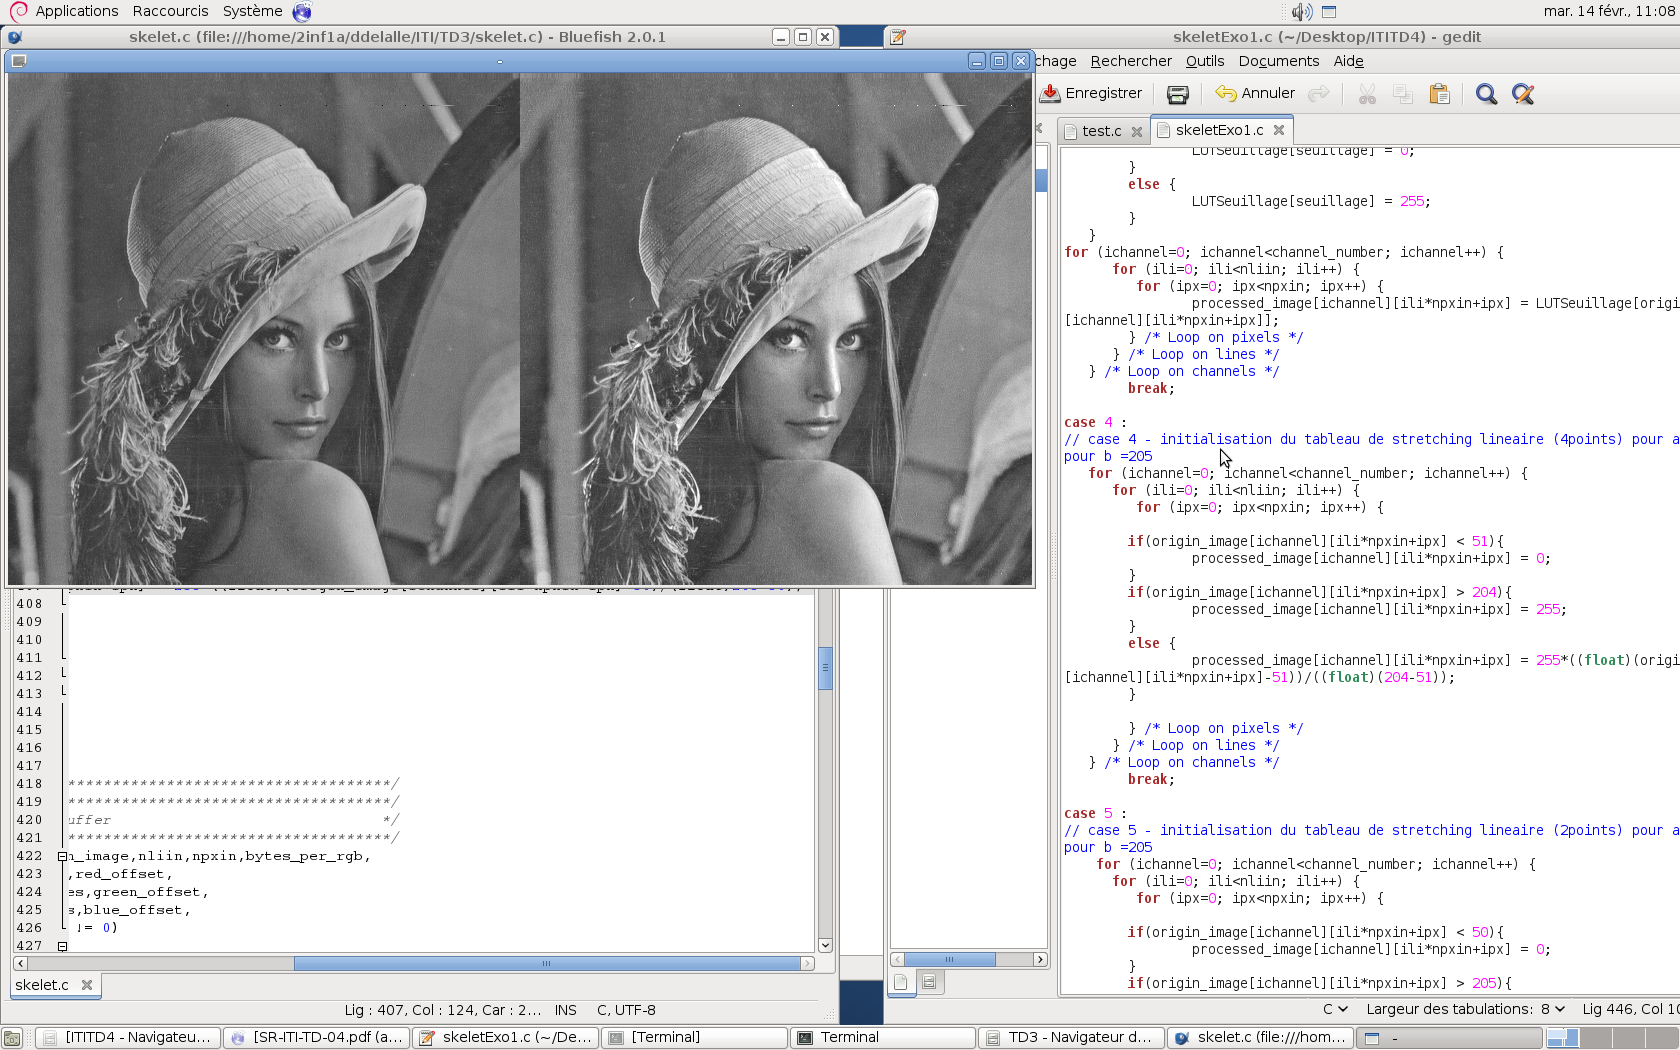 Applications Raccourcis Système
mar. 14 févr., 11:08
skelet.c (file:///home/2inf1a/ddelalle/ITI/TD3/skelet.c) - Bluefish 2.0.1
skeletExo1.c (~/Desktop/ITITD4) - gedit
chage Rechercher Outils Documents Aide
Enregistrer Annuler
test.c skeletExo1.c
LUTSeuillage[seuillage] = 0;
}
else {
LUTSeuillage[seuillage] = 255;
}
}
for (ichannel=0; ichannel<channel_number; ichannel++) {
for (ili=0; ili<nliin; ili++) {
for (ipx=0; ipx<npxin; ipx++) {
processed_image[ichannel][ili*npxin+ipx] = LUTSeuillage[origi
[ichannel][ili*npxin+ipx]];
} /* Loop on pixels */
} /* Loop on lines */
} /* Loop on channels */
break;
case 4 :
// case 4 - initialisation du tableau de stretching lineaire (4points) pour a
pour b =205
for (ichannel=0; ichannel<channel_number; ichannel++) {
for (ili=0; ili<nliin; ili++) {
for (ipx=0; ipx<npxin; ipx++) {
if(origin_image[ichannel][ili*npxin+ipx] < 51){
processed_image[ichannel][ili*npxin+ipx] = 0;
}
if(origin_image[ichannel][ili*npxin+ipx] > 204){
processed_image[ichannel][ili*npxin+ipx] = 255;
}
else {
processed_image[ichannel][ili*npxin+ipx] = 255*((float)(origi
[ichannel][ili*npxin+ipx]-51))/((float)(204-51));
}
} /* Loop on pixels */
} /* Loop on lines */
} /* Loop on channels */
break;
case 5 :
// case 5 - initialisation du tableau de stretching lineaire (2points) pour a
pour b =205
for (ichannel=0; ichannel<channel_number; ichannel++) {
for (ili=0; ili<nliin; ili++) {
for (ipx=0; ipx<npxin; ipx++) {
if(origin_image[ichannel][ili*npxin+ipx] < 50){
processed_image[ichannel][ili*npxin+ipx] = 0;
}
if(origin_image[ichannel][ili*npxin+ipx] > 205){
C Largeur des tabulations: 8 Lig 446, Col 10
408
409
410
411
412
413
414
415
416
417
418 ************************************/
419 ************************************/
420 uffer */
421 ************************************/
422 n_image,nliin,npxin,bytes_per_rgb,
423 ,red_offset,
424 es,green_offset,
425 s,blue_offset,
426 != 0)
427
skelet.c
Lig : 407, Col : 124, Car : 2... INS C, UTF-8
[ITITD4 - Navigateu... [SR-ITI-TD-04.pdf (a... skeletExo1.c (~/De... [Terminal] Terminal TD3 - Navigateur d... skelet.c (file:///hom... -